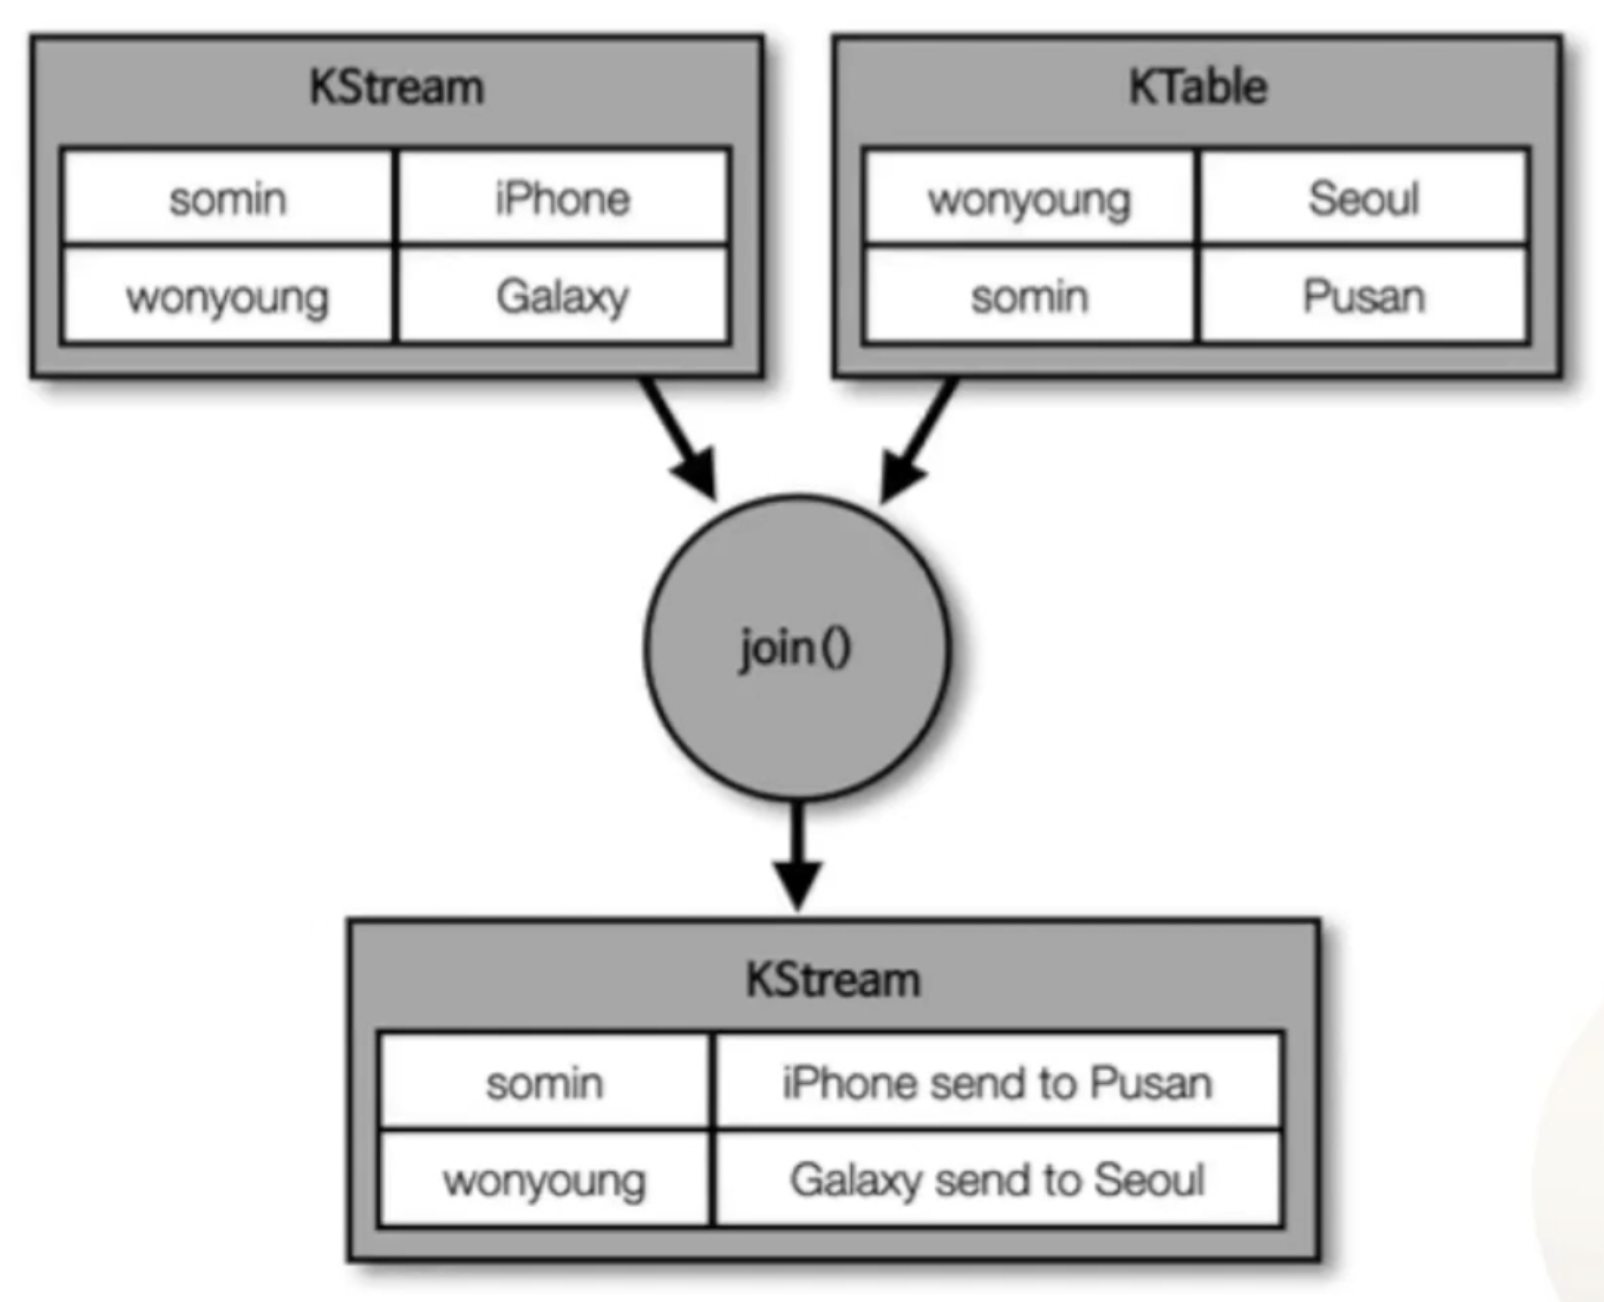 KStream
somin iPhone
wonyoung Galaxy
KTable
wonyoung Seoul
somin Pusan
join()
KStream
somin iPhone send to Pusan
wonyoung Galaxy send to Seoul